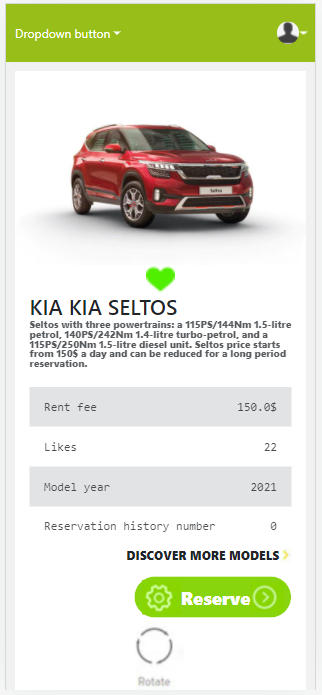 Dropdown button
Seltos
KIA KIA SELTOS
Seltos with three powertrains: a 115PS/144Nm 1.5-litre
petrol, 140PS/242Nm 1.4-litre turbo-petrol, and a
115PS/250Nm 1.5-litre diesel unit. Seltos price starts
from 150$ a day and can be reduced for a long period
reservation.
Rent fee 150.0$
Likes 22
Model year 2021
Reservation history number 0
DISCOVER MORE MODELS
Reserve
Rotate